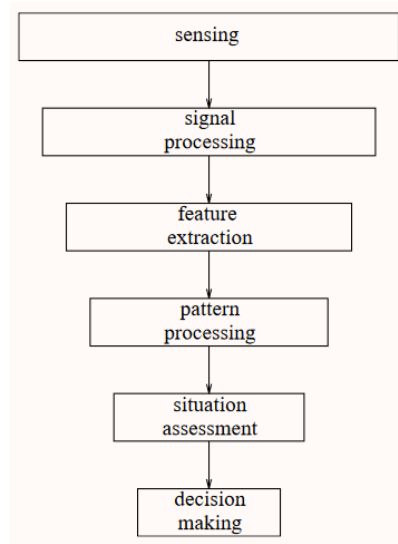 sensing
signal
processing
feature
extraction
pattern
processing
situation
assessment
decision
making